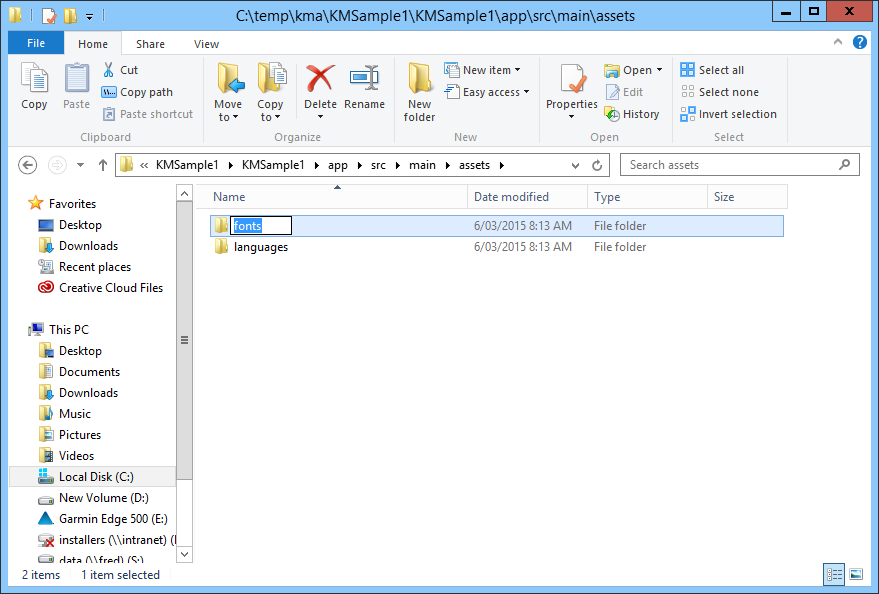 C:\temp\kma\KMSample1\KMSample1\app\src\main\assets
File Home Share View
Copy
Paste
Cut
Copy path
Paste shortcut
Clipboard
Move to
Copy to
Delete
Rename
Organize
New folder
New item
Easy access
New
Properties
Open
Edit
History
Open
Select all
Select none
Invert selection
Select
« KMSample1 KMSample1 app src main assets
Search assets
Name Date modified Type Size
fonts 6/03/2015 8:13 AM File folder
languages 6/03/2015 8:13 AM File folder
Favorites
Desktop
Downloads
Recent places
Creative Cloud Files
This PC
Desktop
Documents
Downloads
Music
Pictures
Videos
Local Disk (C:)
New Volume (D:)
Garmin Edge 500 (E:)
installers (\\intranet) (
data (\\fred) (S:)
2 items 1 item selected